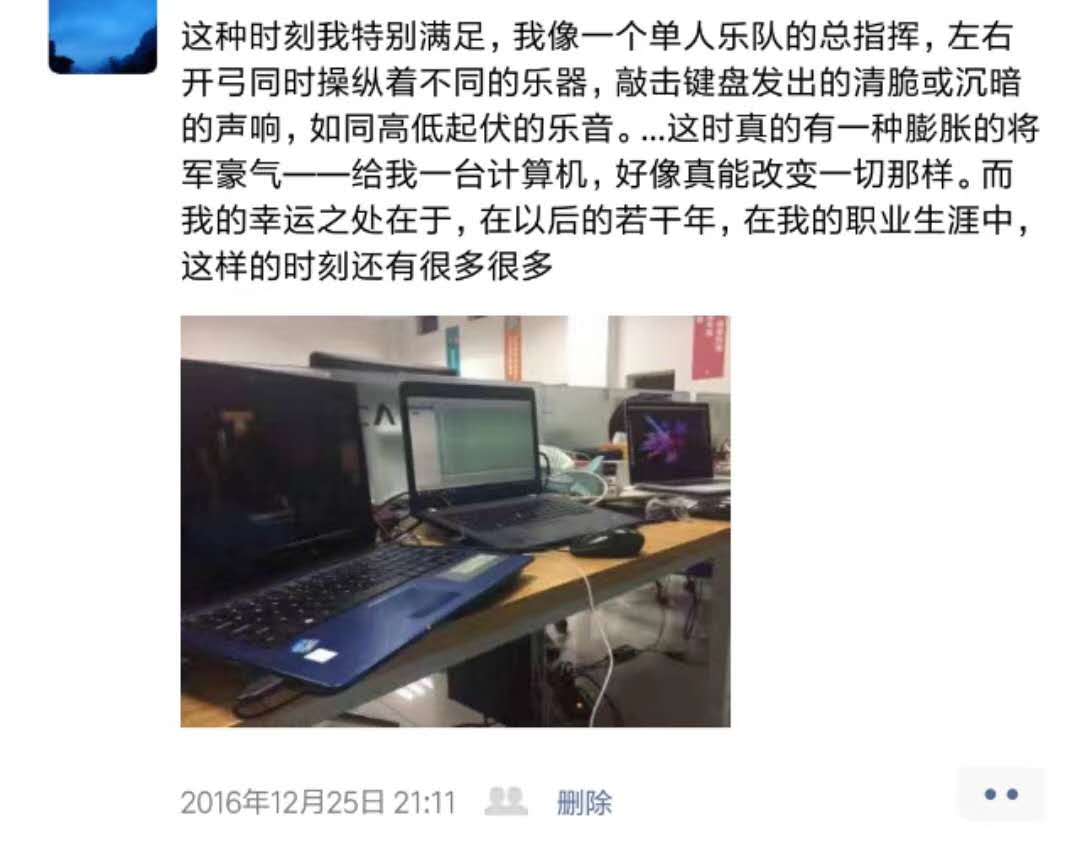 这种时刻我特别满足，我像一个单人乐队的总指挥，左右
开弓同时操纵着不同的乐器，敲击键盘发出的清脆或沉暗
的声响，如同高低起伏的乐音。...这时真的有一种膨胀的将
军豪气——给我一台计算机，好像真能改变一切那样。而
我的幸运之处在于，在以后的若干年，在我的职业生涯中，
这样的时刻还有很多很多
2016年12月25日 21:11 删除